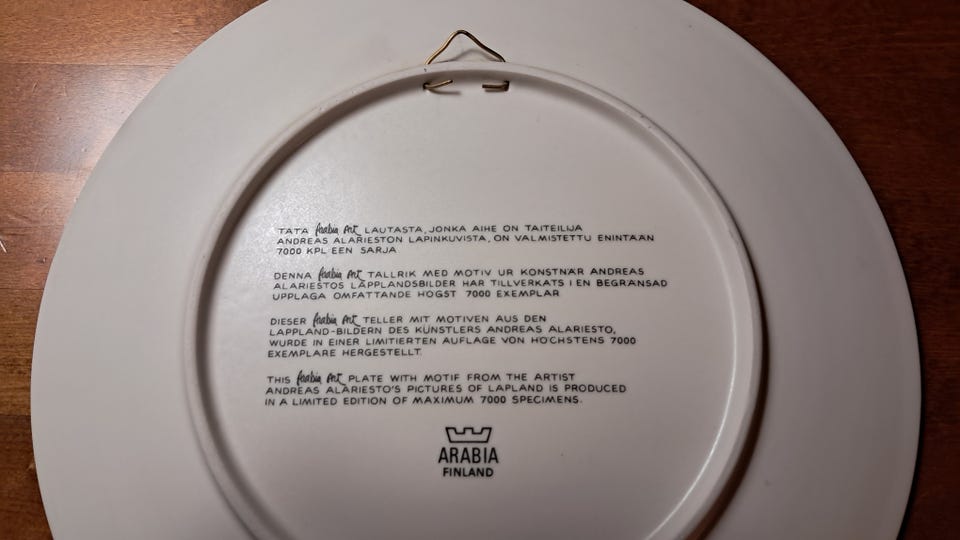 TÄTÄ Arabia Art LAUTASTA, JONKA AIHE ON TAITEILIJA
ANDREAS ALARIESTON LAPINKUVISTA, ON VALMISTETTU ENINTÄÄN
7000 KPL EEN SARJA
DENNA Arabia Art TALLRIK MED MOTIV UR KONSTNÄR ANDREAS
ALARIESTOS LAPPLANDSBILDER HAR TILLVERKATS I EN BEGRÄNSAD
UPPLAGA OMFATTANDE HÖGST 7000 EXEMPLAR
DIESER Arabia Art TELLER MIT MOTIVEN AUS DEN
LAPPLAND-BILDERN DES KÜNSTLERS ANDREAS ALARIESTO,
WURDE IN EINER LIMITIERTEN AUFLAGE VON HÖCHSTENS 7000
EXEMPLARE HERGESTELLT.
THIS Arabia Art PLATE WITH MOTIF FROM THE ARTIST
ANDREAS ALARIESTO'S PICTURES OF LAPLAND IS PRODUCED
IN A LIMITED EDITION OF MAXIMUM 7000 SPECIMENS.
ARABIA
FINLAND